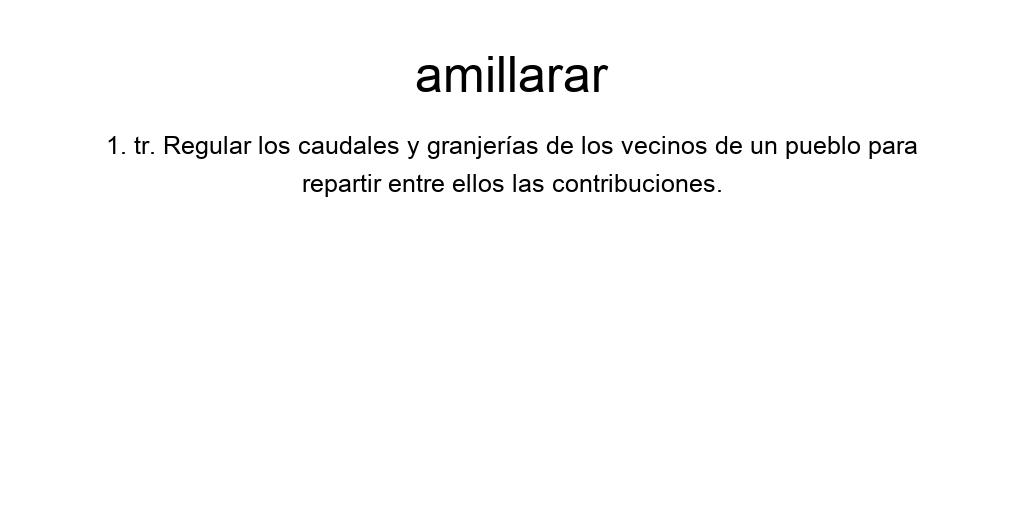 amillarar
1. tr. Regular los caudales y granjerías de los vecinos de un pueblo para
repartir entre ellos las contribuciones.